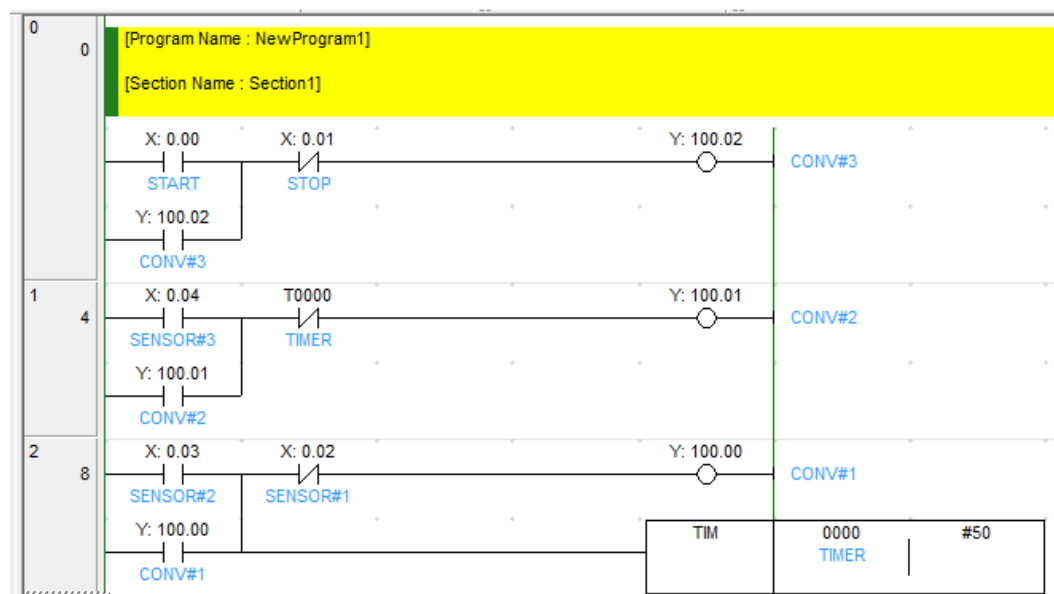 0
0
[Program Name : NewProgram1]
[Section Name : Section1]
X: 0.00 X: 0.01 Y: 100.02
CONV#3
START STOP
Y: 100.02
CONV#3
1
4
X: 0.04 T0000 Y: 100.01
CONV#2
SENSOR#3 TIMER
Y: 100.01
CONV#2
2
8
X: 0.03 X: 0.02 Y: 100.00
CONV#1
SENSOR#2 SENSOR#1
Y: 100.00 TIM 0000 #50
TIMER
CONV#1